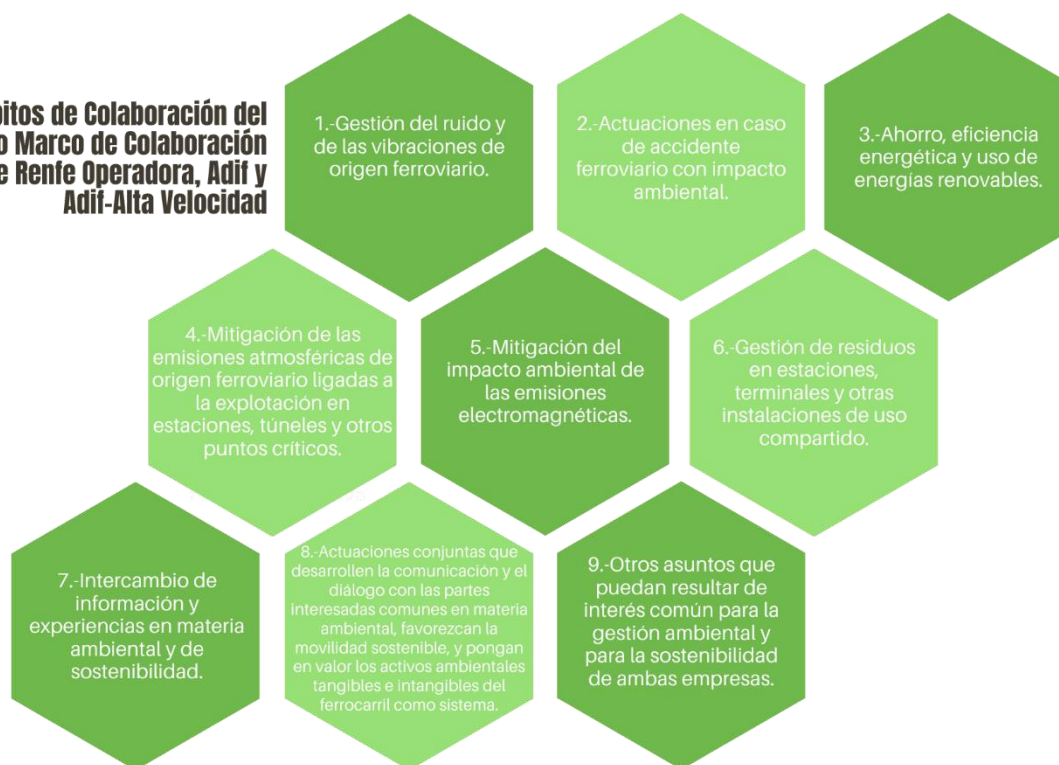 bitos de Colaboración del
o Marco de Colaboración
e Renfe Operadora, Adif y
Adif-Alta Velocidad
1.-Gestión del ruido y
de las vibraciones de
origen ferroviario.
2.-Actuaciones en caso
de accidente
ferroviario con impacto
ambiental.
3.-Ahorro, eficiencia
energética y uso de
energías renovables.
4.-Mitigación de las
emisiones atmosféricas de
origen ferroviario ligadas a
la explotación en
estaciones, túneles y otros
puntos críticos.
5.-Mitigación del
impacto ambiental de
las emisiones
electromagnéticas.
6.-Gestión de residuos
en estaciones,
terminales y otras
instalaciones de uso
compartido.
7.-Intercambio de
información y
experiencias en materia
ambiental y de
sostenibilidad.
8.-Actuaciones conjuntas que
desarrollen la comunicación y el
diálogo con las partes
interesadas comunes en materia
ambiental, favorezcan la
movilidad sostenible, y pongan
en valor los activos ambientales
tangibles e intangibles del
ferrocarril como sistema.
9.-Otros asuntos que
puedan resultar de
interés común para la
gestión ambiental y
para la sostenibilidad
de ambas empresas.